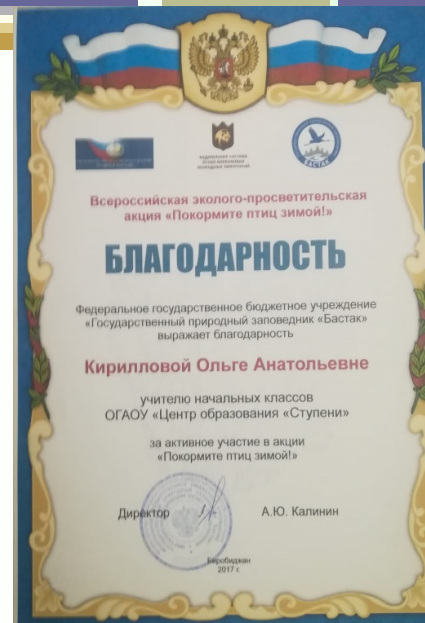 БАСТАК
Всероссийская эколого-просветительская
акция «Покормите птиц зимой!»
БЛАГОДАРНОСТЬ
Федеральное государственное бюджетное учреждение
«Государственный природный заповедник «Бастак»
выражает благодарность
Кирилловой Ольге Анатольевне
учителю начальных классов
ОГАОУ «Центр образования «Ступени»
за активное участие в акции
«Покормите птиц зимой!»
Директор А.Ю. Калинин
Биробиджан
2017 г.